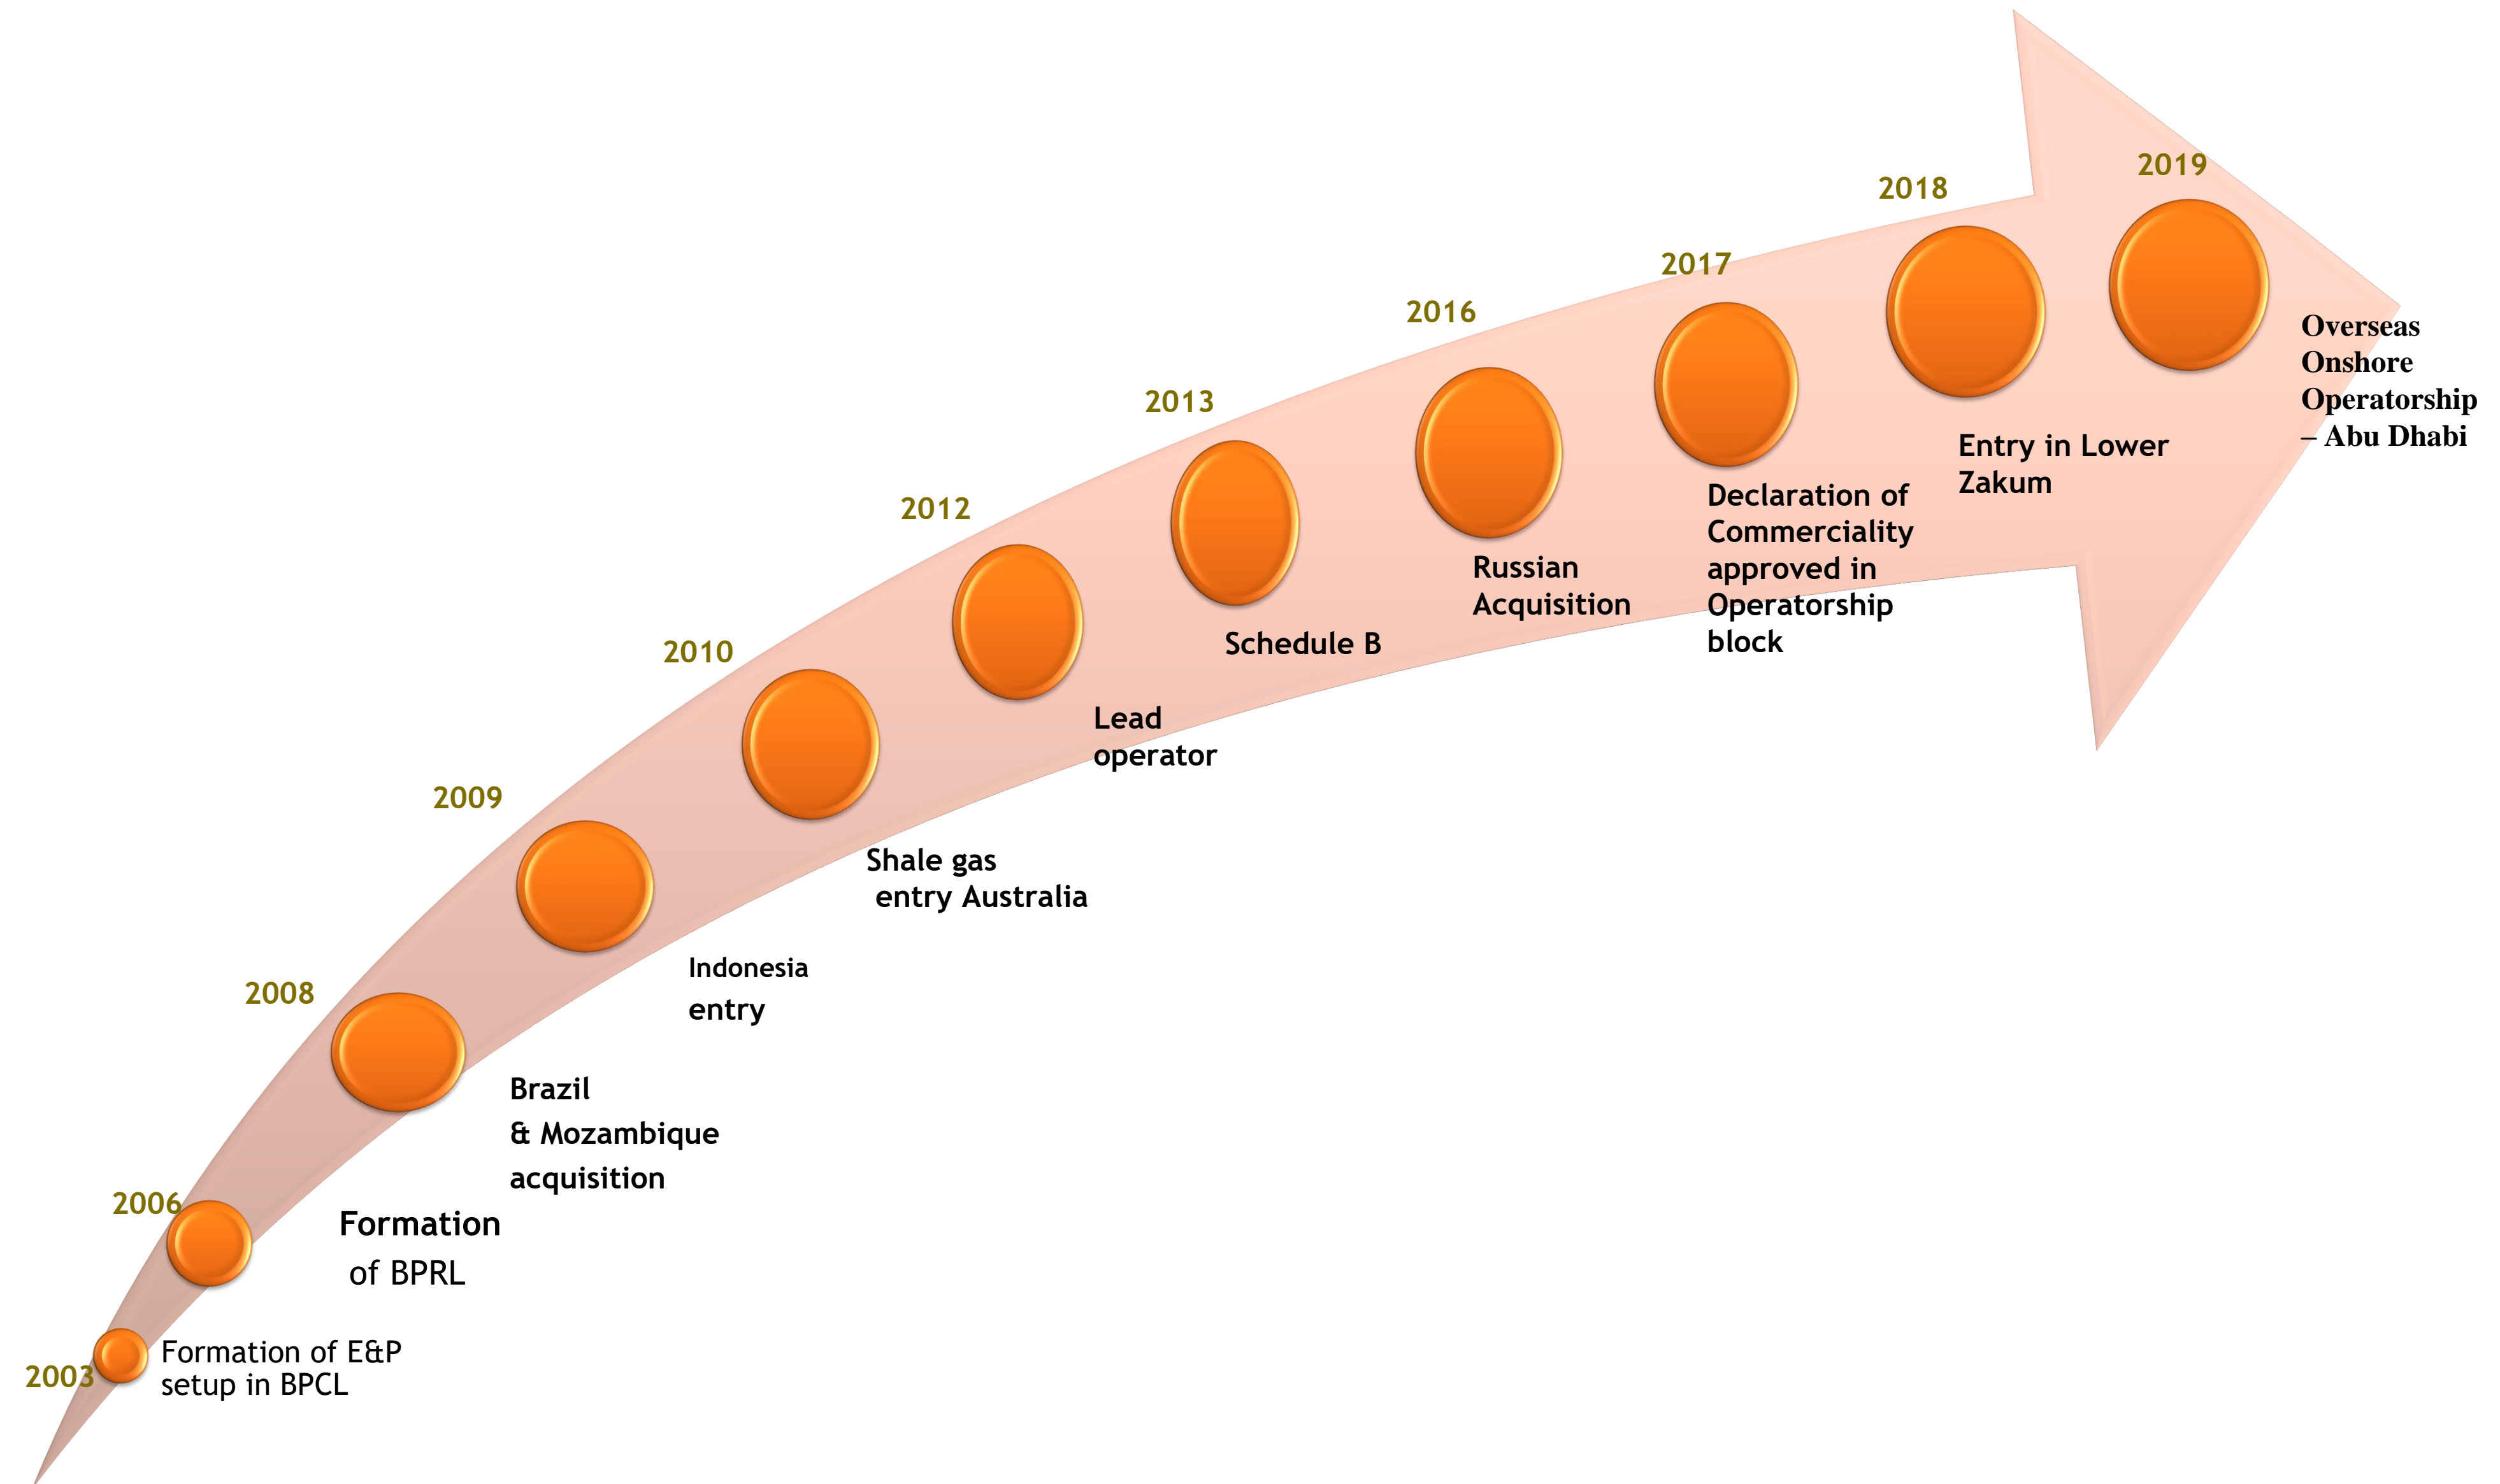 2003
Formation of E&P
setup in BPCL
2006
Formation
of BPRL
2008
Brazil
& Mozambique
acquisition
2009
Indonesia
entry
2010
Shale gas
entry Australia
2012
Lead
operator
2013
Schedule B
2016
Russian
Acquisition
2017
Declaration of
Commerciality
approved in
Operatorship
block
2018
Entry in Lower
Zakum
2019
Overseas
Onshore
Operatorship
– Abu Dhabi